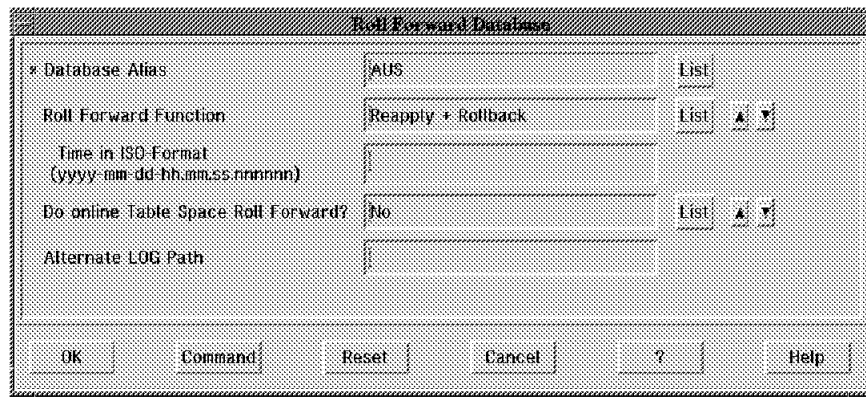 Roll Forward Database
* Database Alias AUS List
Roll Forward Function Reapply + Rollback List ▲ ▼
Time in ISO Format
(yyyy-mm-dd-hh.mm.ss.nnnnnn)
Do online Table Space Roll Forward? No List ▲ ▼
Alternate LOG Path
OK Command Reset Cancel ? Help